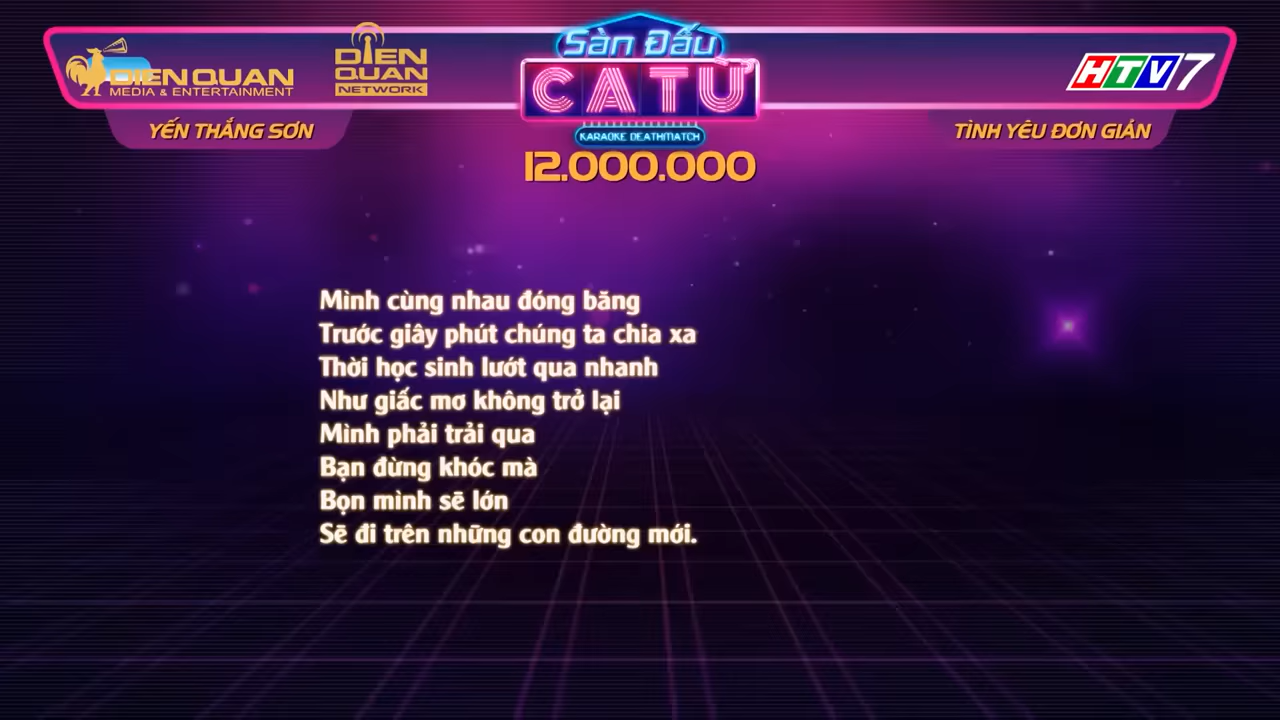 DIENQUAN
MEDIA & ENTERTAINMENT
DIEN
QUAN
NETWORK
Sàn Đấu
CA TỪ
KARAOKE DEATHMATCH
HTV7
YẾN THẮNG SƠN
TÌNH YÊU ĐƠN GIẢN
12.000.000
Mình cùng nhau đóng băng
Trước giây phút chúng ta chia xa
Thời học sinh lướt qua nhanh
Như giấc mơ không trở lại
Mình phải trải qua
Bạn đừng khóc mà
Bọn mình sẽ lớn
Sẽ đi trên những con đường mới.